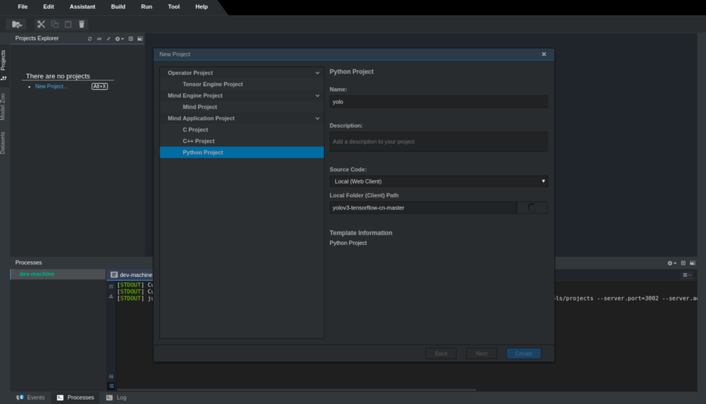 File Edit Assistant Build Run Tool Help
Projects Explorer
There are no projects
New Project... Alt+X
Projects
Model Zoo
Datasets
New Project
Operator Project
Tensor Engine Project
Mind Engine Project
Mind Project
Mind Application Project
C Project
C++ Project
Python Project
Python Project
Name:
yolo
Description:
Add a description to your project
Source Code:
Local (Web Client)
Local Folder (Client) Path
yolov3-tensorflow-cn-master
Template Information
Python Project
Back Next Create
Processes
dev-machine
dev-machine
[STDOUT]
[STDOUT]
[STDOUT]
ls/projects --server.port=3002 --server.a
Events Processes Log